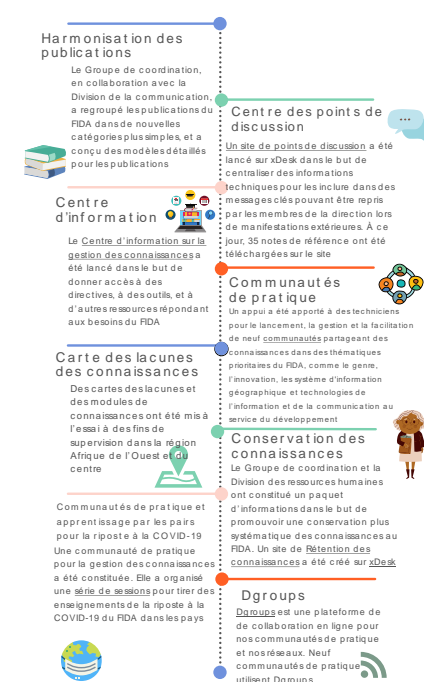 Harmonisation des
publications
Le Groupe de coordination,
en collaboration avec la
Division de la communication,
a regroupé les publications du
FIDA dans de nouvelles
catégories plus simples, et a
conçu des modèles détaillés
pour les publications
Centre des points de
discussion
Un site de points de discussion a été
lancé sur xDesk dans le but de
centraliser des informations
techniques pour les inclure dans des
messages clés pouvant être repris
par les membres de la direction lors
de manifestations extérieures. À ce
jour, 35 notes de référence ont été
téléchargées sur le site
Centre
d'information
Le Centre d'information sur la
gestion des connaissances a
été lancé dans le but de
donner accès à des
directives, à des outils, et à
d'autres ressources répondant
aux besoins du FIDA
Communautés
de pratique
Un appui a été apporté à des techniciens
pour le lancement, la gestion et la facilitation
de neuf communautés partageant des
connaissances dans des thématiques
prioritaires du FIDA, comme le genre,
l'innovation, les système d'information
géographique et technologies de
l'information et de la communication au
service du développement
Carte des lacunes
des connaissances
Des cartes des lacunes et
des modules de
connaissances ont été mis à
l'essai à des fins de
supervision dans la région
Afrique de l'Ouest et du
centre
Conservation des
connaissances
Le Groupe de coordination et la
Division des ressources humaines
ont constitué un paquet
d'informations dans le but de
promouvoir une conservation plus
systématique des connaissances au
FIDA. Un site de Rétention des
connaissances a été créé sur xDesk
Communautés de pratique et
apprentissage par les pairs
pour la riposte à la COVID-19
Une communauté de pratique
pour la gestion des connaissances
a été constituée. Elle a organisé
une série de sessions pour tirer des
enseignements de la riposte à la
COVID-19 du FIDA dans les pays
Dgroups
Dgroups est une plateforme de
de collaboration en ligne pour
nos communautés de pratique
et nos réseaux. Neuf
communautés de pratique
utilisent Dgroups